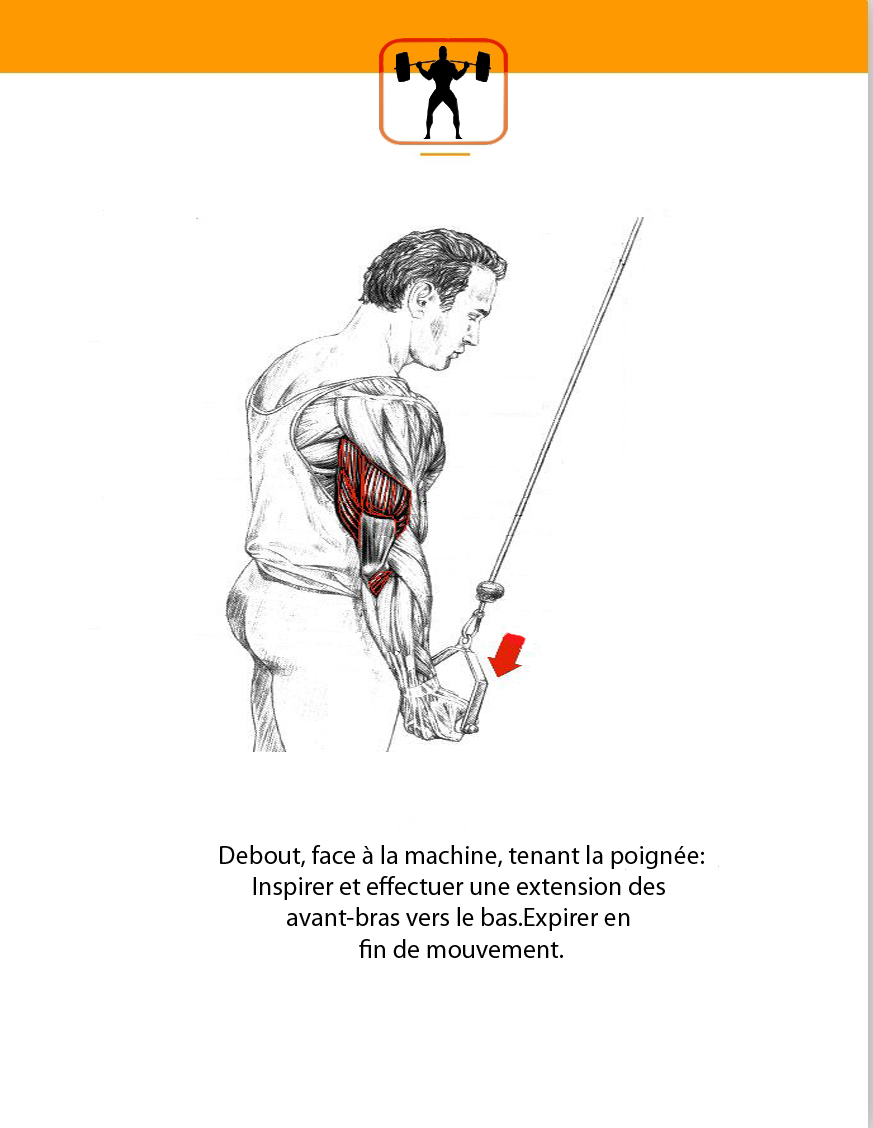 Debout, face à la machine, tenant la poignée:
Inspirer et effectuer une extension des
avant-bras vers le bas.Expirer en
fin de mouvement.